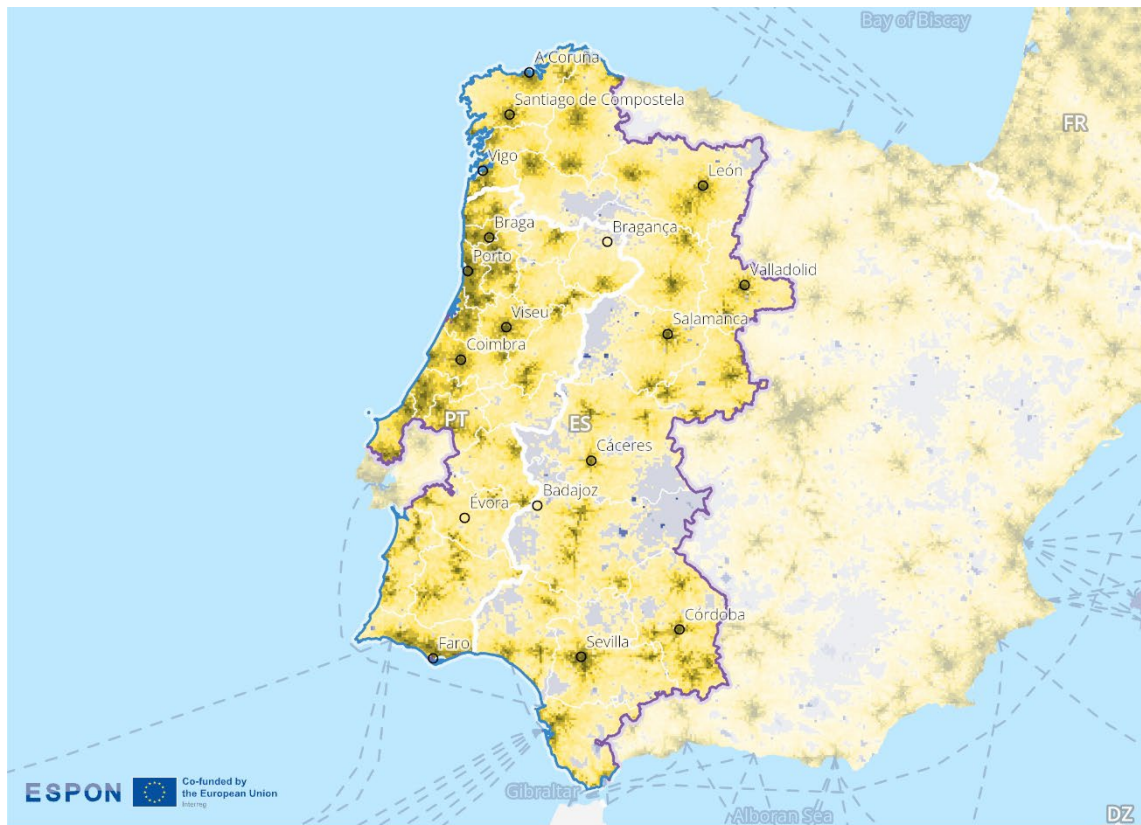 Bay of Biscay
A Coruña
Santiago de Compostela
FR
Vigo
León
Braga
Bragança
Porto
Valladolid
Viseu
Salamanca
Coimbra
PT
ES
Cáceres
Badajoz
Évora
Córdoba
Faro
Sevilla
ESPON
Co-funded by
the European Union
Interreg
Gibraltar
Alboran Sea
DZ